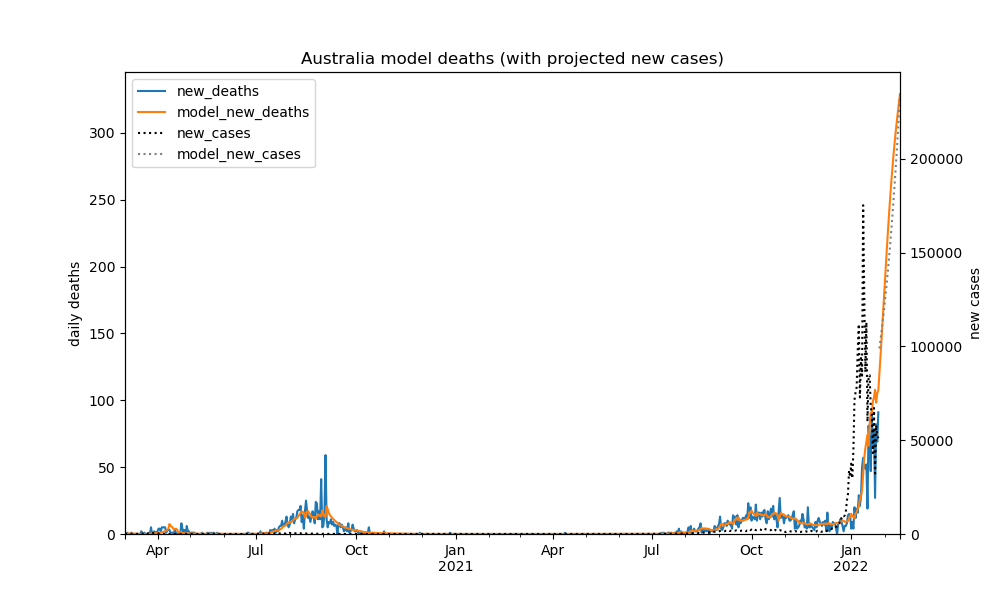 Australia model deaths (with projected new cases)
new_deaths
model_new_deaths
new_cases
model_new_cases
daily deaths
300
250
200
150
100
50
0
new cases
200000
150000
100000
50000
0
Apr Jul Oct Jan Apr Jul Oct Jan
2021 2022